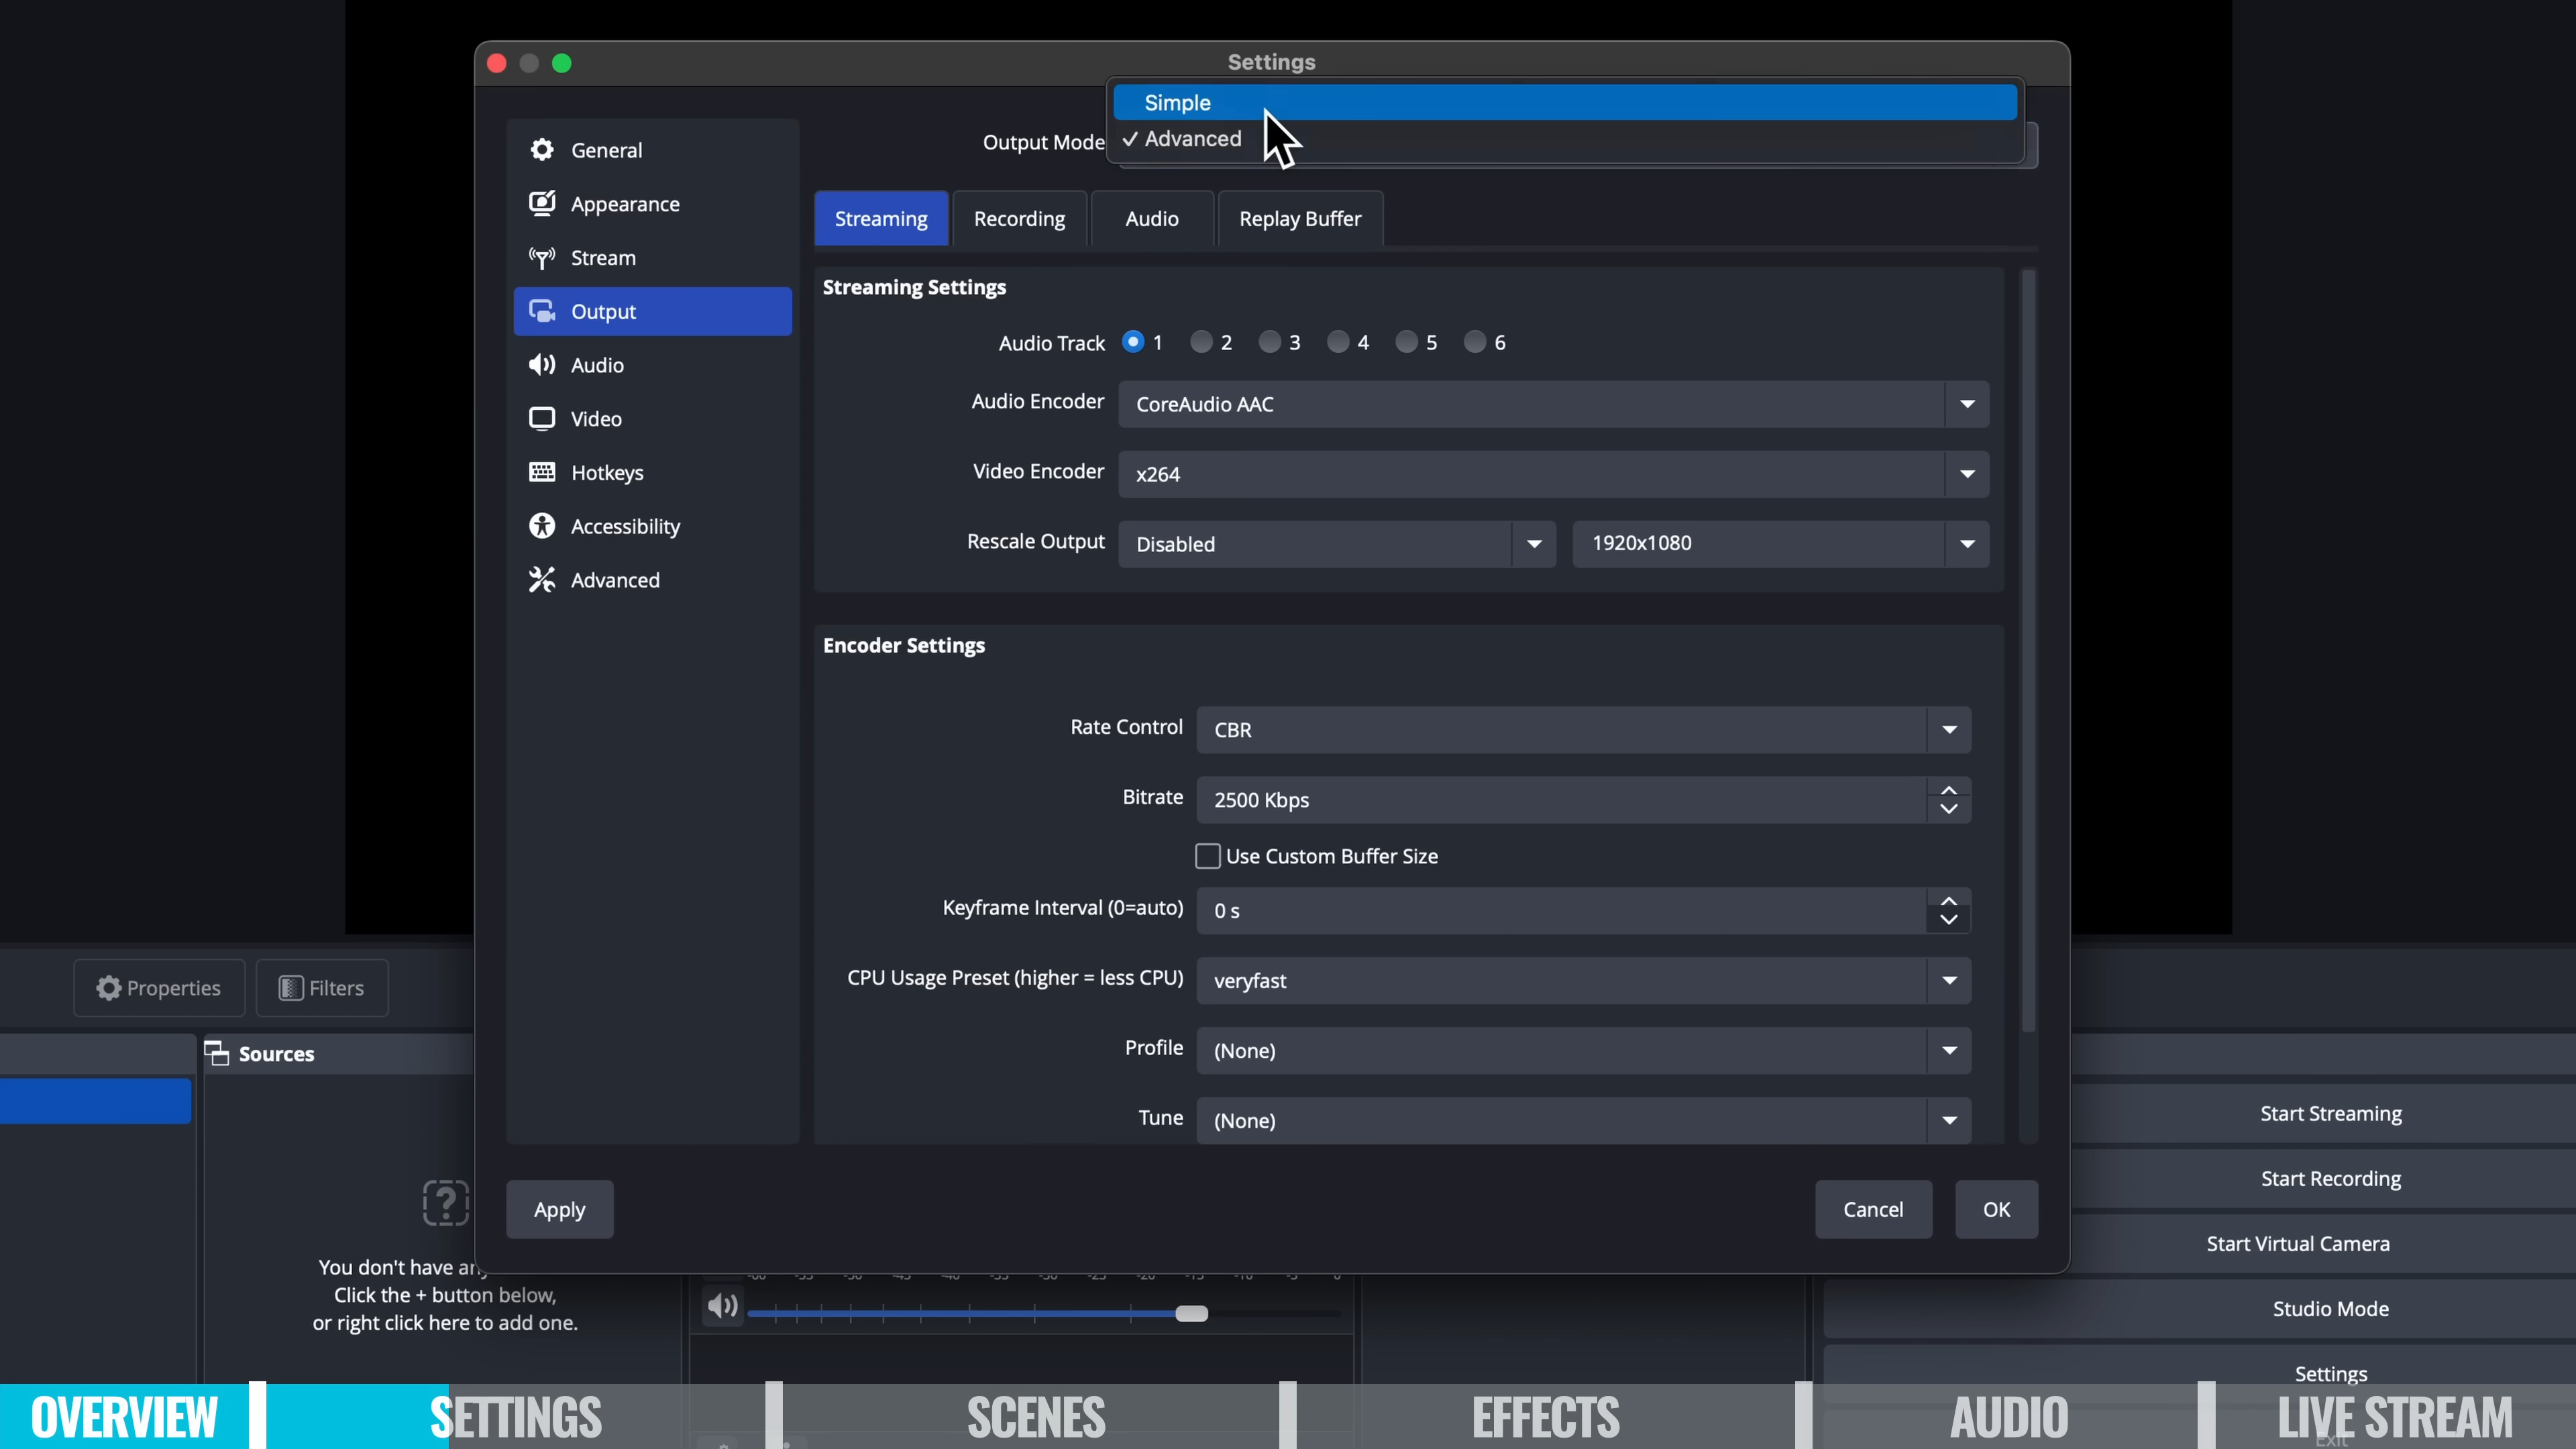 Settings
Simple
Output Mode
✓ Advanced
General
Appearance
Stream
Output
Audio
Video
Hotkeys
Accessibility
Advanced
Streaming
Recording
Audio
Replay Buffer
Streaming Settings
Audio Track 1 2 3 4 5 6
Audio Encoder CoreAudio AAC
Video Encoder x264
Rescale Output Disabled 1920x1080
Encoder Settings
Rate Control CBR
Bitrate 2500 Kbps
Use Custom Buffer Size
Keyframe Interval (0=auto) 0 s
CPU Usage Preset (higher = less CPU) veryfast
Profile (None)
Tune (None)
Apply
Cancel
OK
Properties
Filters
Sources
You don't have
Click the + button below,
or right click here to add one.
Start Streaming
Start Recording
Start Virtual Camera
Studio Mode
Settings
Exit
OVERVIEW
SETTINGS
SCENES
EFFECTS
AUDIO
LIVE STREAM